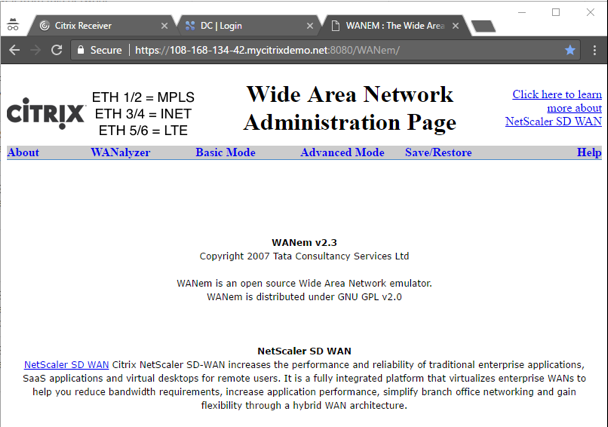 Citrix Receiver
DC | Login
WANEM : The Wide Area
Secure | https://108-168-134-42.mycitrixdemo.net:8080/WANem/
CİTRIX
ETH 1/2 = MPLS
ETH 3/4 = INET
ETH 5/6 = LTE
Wide Area Network
Administration Page
Click here to learn
more about
NetScaler SD WAN
About WANalyzer Basic Mode Advanced Mode Save/Restore Help
WANem v2.3
Copyright 2007 Tata Consultancy Services Ltd
WANem is an open source Wide Area Network emulator.
WANem is distributed under GNU GPL v2.0
NetScaler SD WAN
NetScaler SD WAN Citrix NetScaler SD-WAN increases the performance and reliability of traditional enterprise applications,
SaaS applications and virtual desktops for remote users. It is a fully integrated platform that virtualizes enterprise WANs to
help you reduce bandwidth requirements, increase application performance, simplify branch office networking and gain
flexibility through a hybrid WAN architecture.